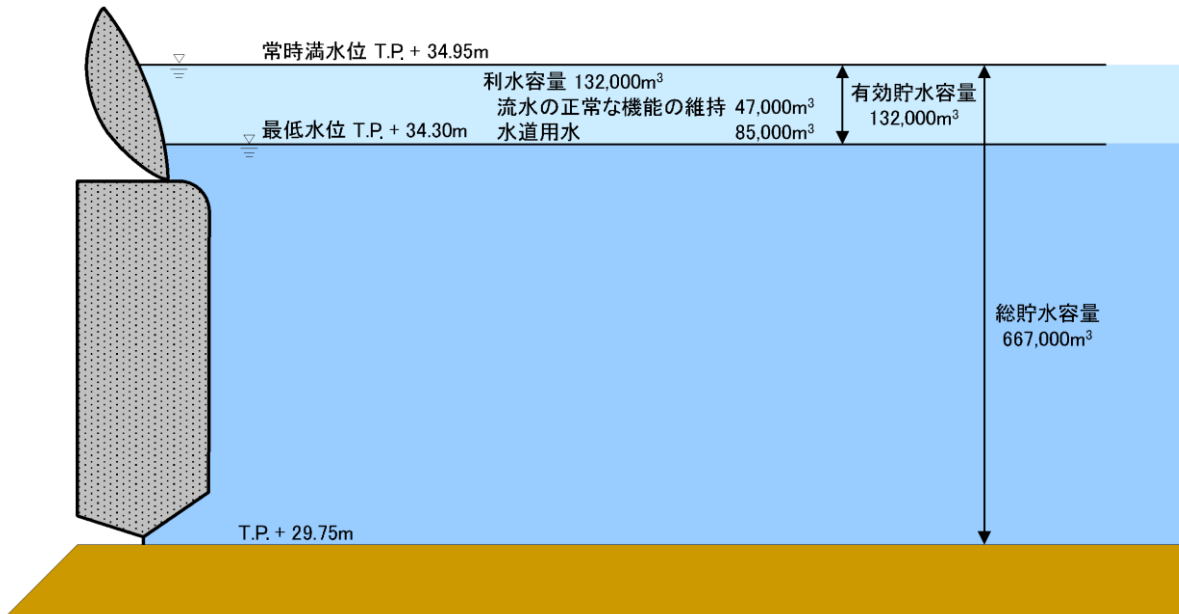 常時満水位 T.P. + 34.95m
利水容量 132,000m³
流水の正常な機能の維持 47,000m³
水道用水 85,000m³
有効貯水容量
132,000m³
最低水位 T.P. + 34.30m
総貯水容量
667,000m³
T.P. + 29.75m